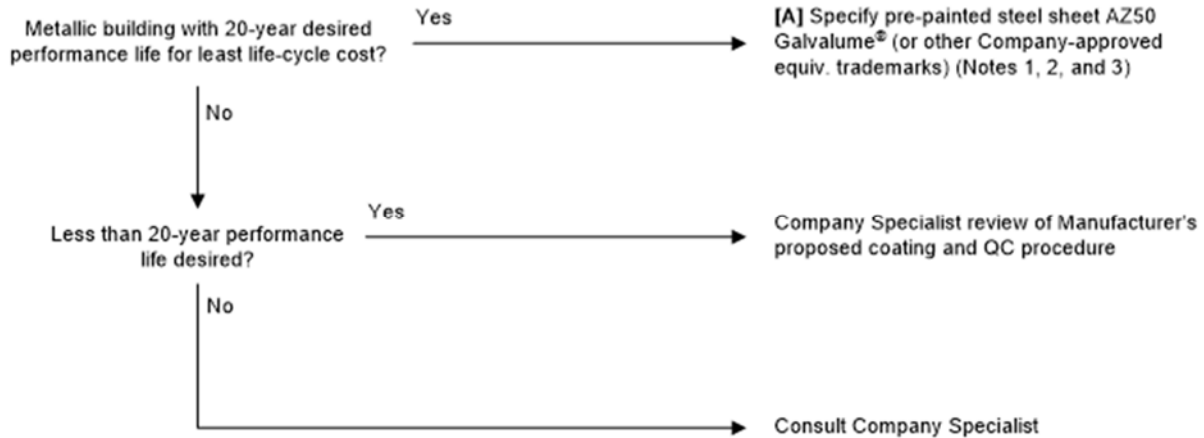 Metallic building with 20-year desired
performance life for least life-cycle cost?
Yes
[A] Specify pre-painted steel sheet AZ50
Galvalume® (or other Company-approved
equiv. trademarks) (Notes 1, 2, and 3)
No
Less than 20-year performance
life desired?
Yes
Company Specialist review of Manufacturer's
proposed coating and QC procedure
No
Consult Company Specialist